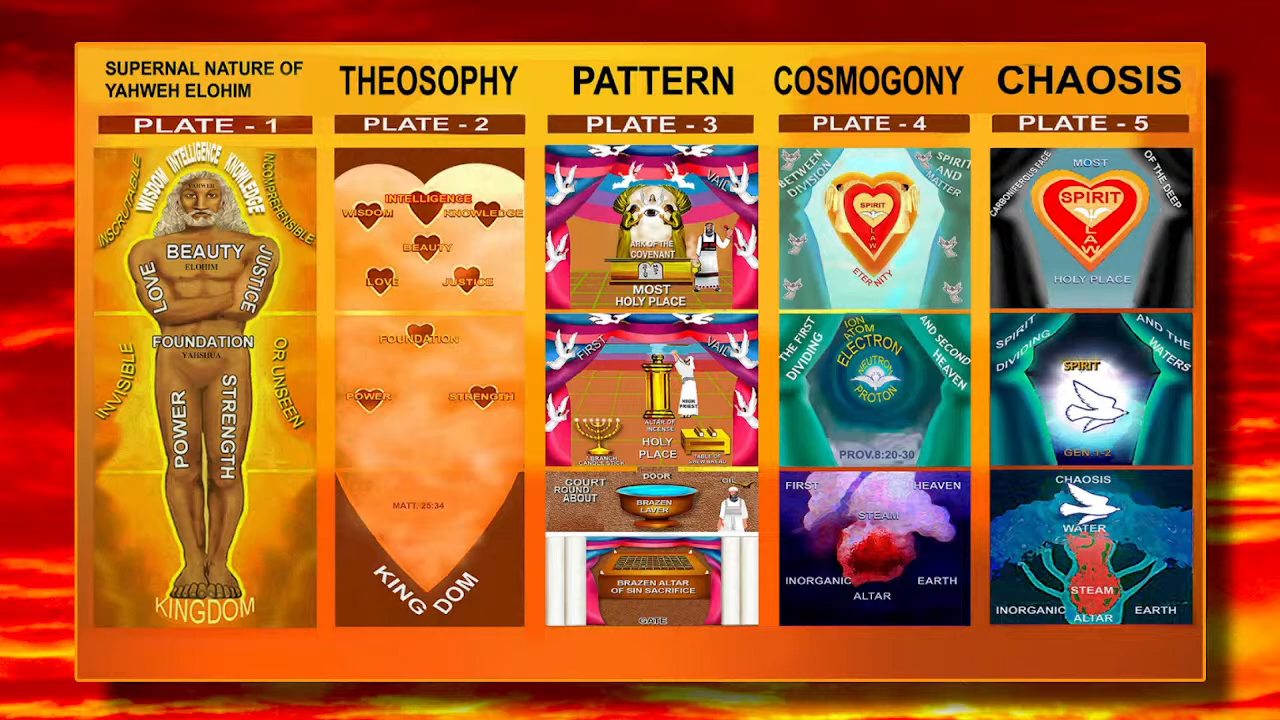 SUPERNAL NATURE OF
YAHWEH ELOHIM
PLATE - 1
INSCRUTABLE
WISDOM INTELLIGENCE KNOWLEDGE
YAHWEH
BEAUTY
ELOHIM
LOVE
JUSTICE
FOUNDATION
YAHSHUA
INVISIBLE
OR UNSEEN
POWER
STRENGTH
KINGDOM
THEOSOPHY
PLATE - 2
INTELLIGENCE
WISDOM
KNOWLEDGE
BEAUTY
LOVE
JUSTICE
FOUNDATION
POWER
STRENGTH
MATT. 25:34
KING DOM
PATTERN
PLATE - 3
VAIL
ARK OF THE
COVENANT
MOST
HOLY PLACE
FIRST
VAIL
HIGH
PRIEST
ALTAR OF
INCENSE
HOLY
PLACE
7 BRANCH
CANDLE STICK
TABLE OF
SHEW BREAD
COURT
ROUND
ABOUT
DOOR
OIL
BRAZEN
LAVER
BRAZEN ALTAR
OF SIN SACRIFICE
GATE
COSMOGONY
PLATE - 4
BETWEEN
DIVISION
SPIRIT
AND
MATTER
SPIRIT
LAW
ETERNITY
THE FIRST
DIVIDING
AND SECOND
HEAVEN
ION
ATOM
ELECTRON
NEUTRON
PROTON
PROV.8:20-30
FIRST
HEAVEN
STEAM
INORGANIC
EARTH
ALTAR
CHAOSIS
PLATE - 5
CARBONIFEROUS FACE
MOST
OF THE DEEP
SPIRIT
LAW
HOLY PLACE
SPIRIT
DIVIDING
AND THE
WATERS
SPIRIT
GEN.1-2
CHAOSIS
WATER
STEAM
INORGANIC
EARTH
ALTAR